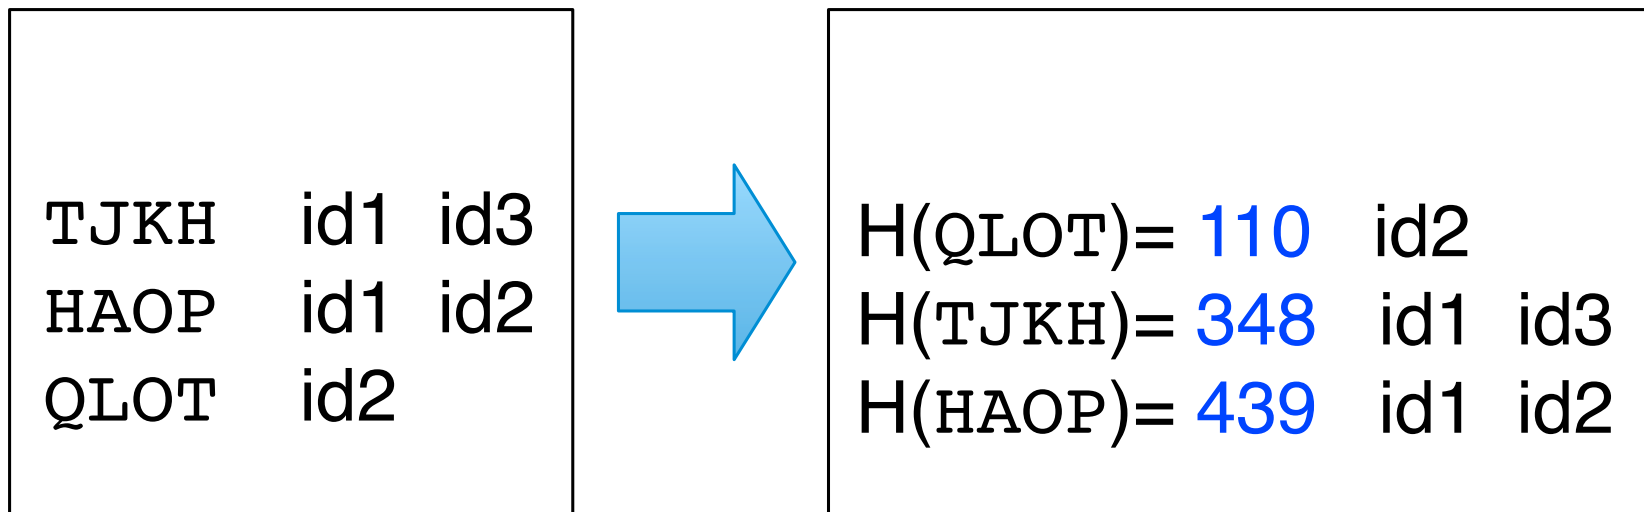 TJKH id1 id3
HAOP id1 id2
QLOT id2
H(QLOT)= 110 id2
H(TJKH)= 348 id1 id3
H(HAOP)= 439 id1 id2